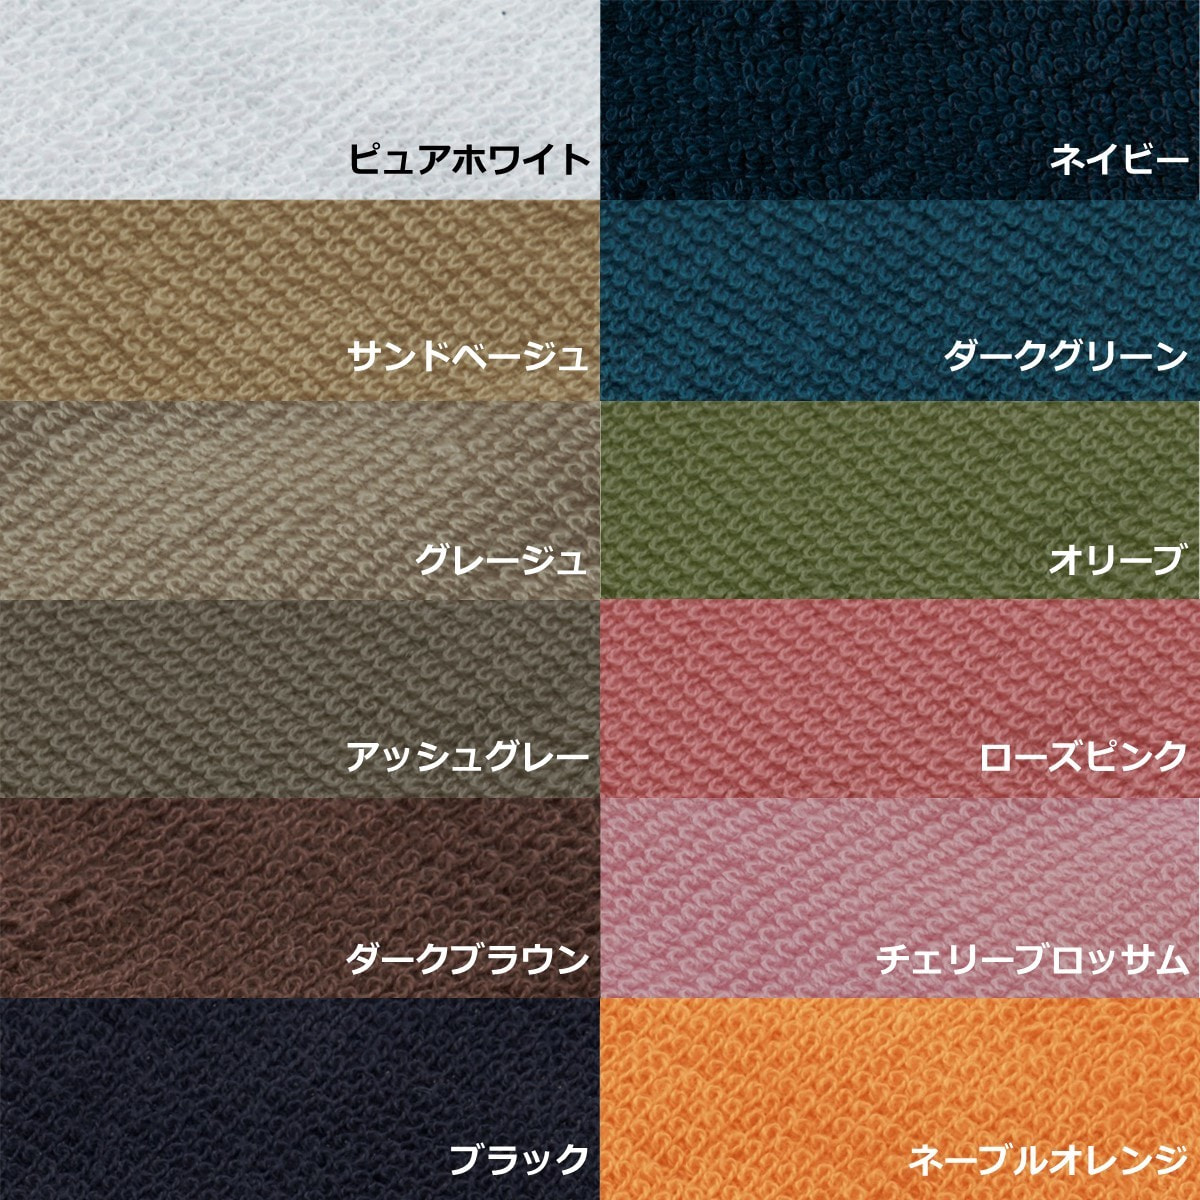 ピュアホワイト
ネイビー
サンドベージュ
ダークグリーン
グレージュ
オリーブ
アッシュグレー
ローズピンク
ダークブラウン
チェリーブロッサム
ブラック
ネーブルオレンジ